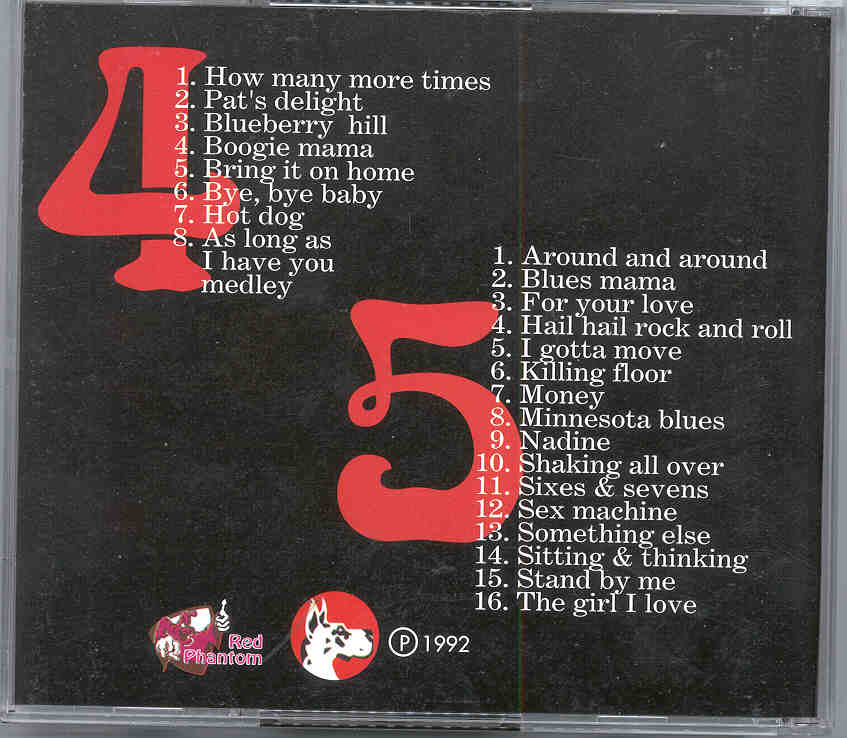 4
1. How many more times
2. Pat's delight
3. Blueberry hill
4. Boogie mama
5. Bring it on home
6. Bye, bye baby
7. Hot dog
8. As long as
I have you
medley
5
1. Around and around
2. Blues mama
3. For your love
4. Hail hail rock and roll
5. I gotta move
6. Killing floor
7. Money
8. Minnesota blues
9. Nadine
10. Shaking all over
11. Sixes & sevens
12. Sex machine
13. Something else
14. Sitting & thinking
15. Stand by me
16. The girl I love
Red
Phantom
℗ 1992